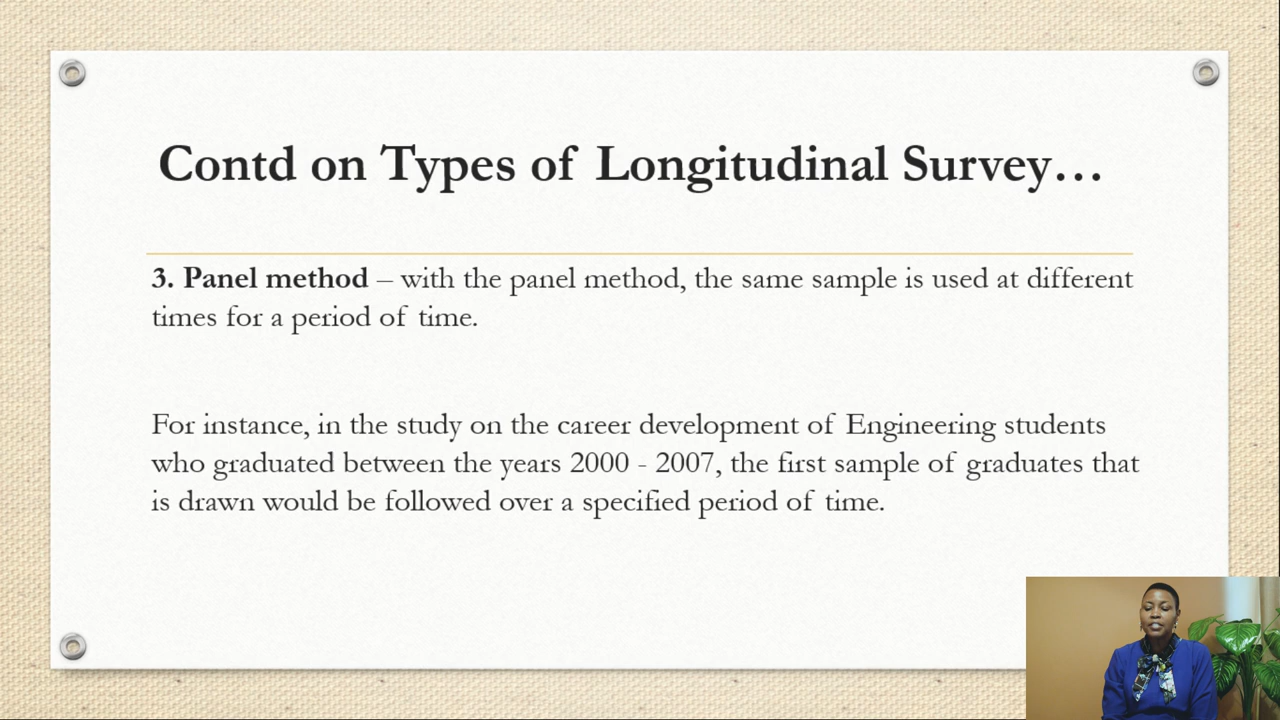 Contd on Types of Longitudinal Survey…
3. Panel method – with the panel method, the same sample is used at different
times for a period of time.
For instance, in the study on the career development of Engineering students
who graduated between the years 2000 - 2007, the first sample of graduates that
is drawn would be followed over a specified period of time.